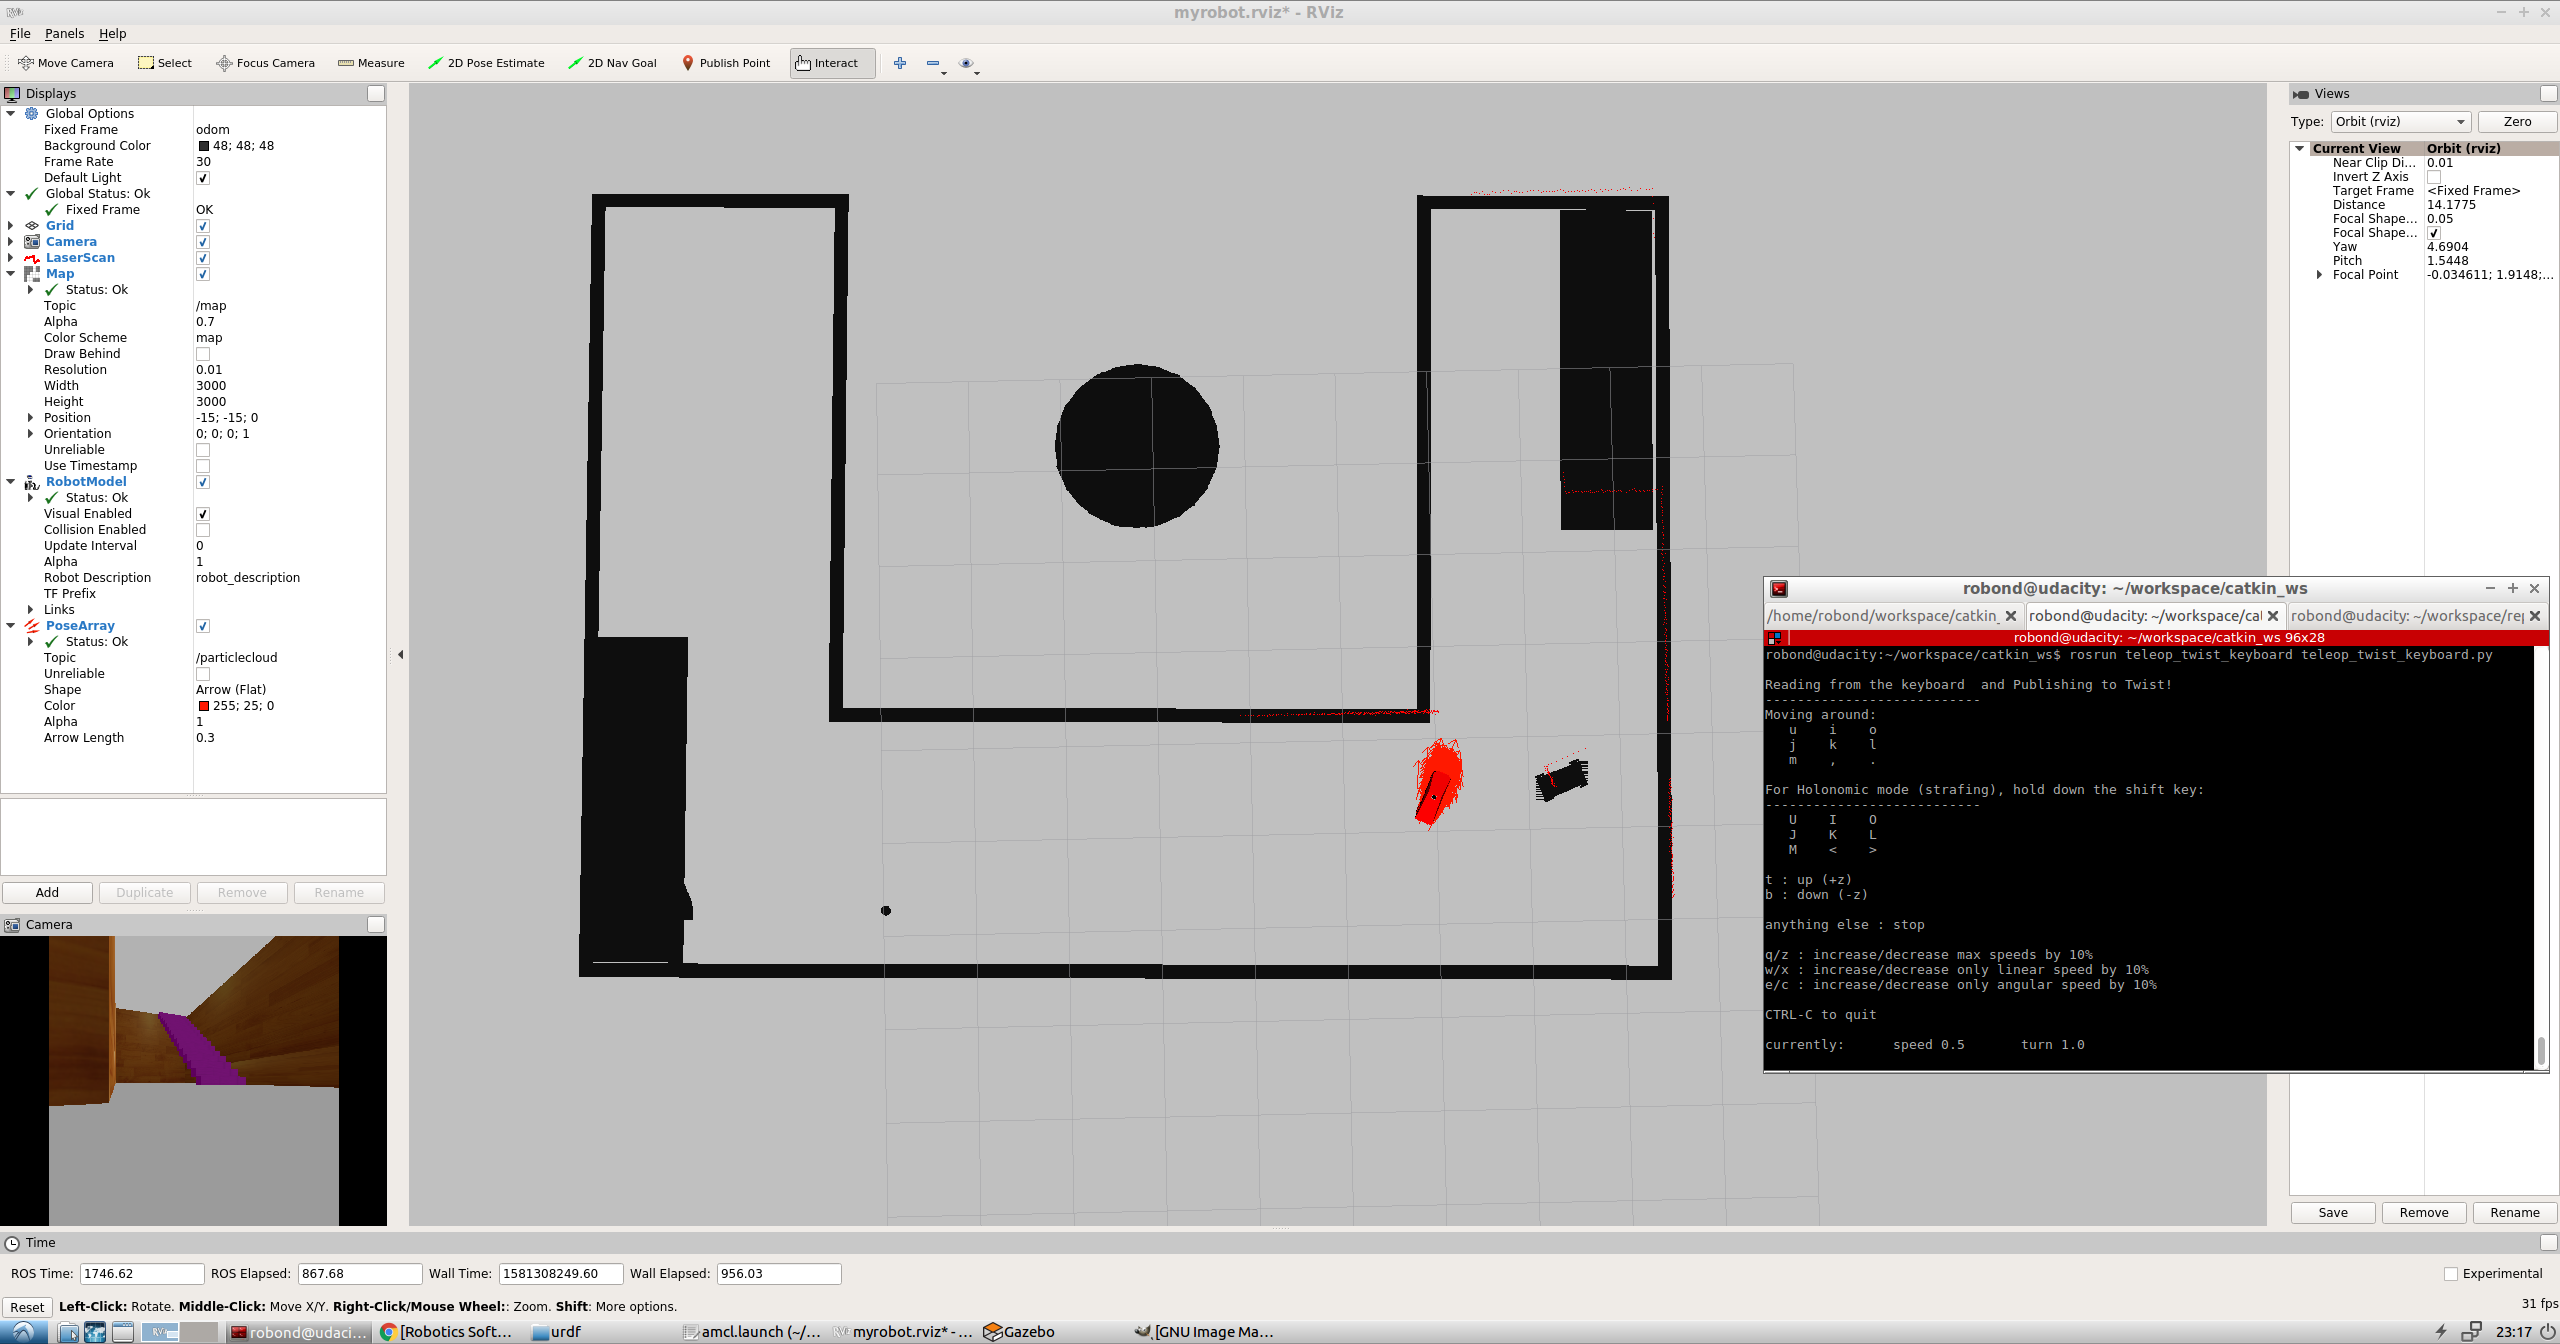 myrobot.rviz* - RViz
File Panels Help
Move Camera Select Focus Camera Measure 2D Pose Estimate 2D Nav Goal Publish Point Interact
Displays
Global Options
Fixed Frame odom
Background Color 48; 48; 48
Frame Rate 30
Default Light
Global Status: Ok
Fixed Frame OK
Grid
Camera
LaserScan
Map
Status: Ok
Topic /map
Alpha 0.7
Color Scheme map
Draw Behind
Resolution 0.01
Width 3000
Height 3000
Position -15; -15; 0
Orientation 0; 0; 0; 1
Unreliable
Use Timestamp
RobotModel
Status: Ok
Visual Enabled
Collision Enabled
Update Interval 0
Alpha 1
Robot Description robot_description
TF Prefix
Links
PoseArray
Status: Ok
Topic /particlecloud
Unreliable
Shape Arrow (Flat)
Color 255; 25; 0
Alpha 1
Arrow Length 0.3
Add Duplicate Remove Rename
Camera
Views
Type: Orbit (rviz) Zero
Current View Orbit (rviz)
Near Clip Di... 0.01
Invert Z Axis
Target Frame <Fixed Frame>
Distance 14.1775
Focal Shape... 0.05
Focal Shape...
Yaw 4.6904
Pitch 1.5448
Focal Point -0.034611; 1.9148;...
robond@udacity: ~/workspace/catkin_ws
/home/robond/workspace/catkin_ robond@udacity: ~/workspace/cat robond@udacity: ~/workspace/rep
robond@udacity: ~/workspace/catkin_ws 96x28
robond@udacity:~/workspace/catkin_ws$ rosrun teleop_twist_keyboard teleop_twist_keyboard.py
Reading from the keyboard  and Publishing to Twist!
---------------------------
Moving around:
u i o
j k l
m , .
For Holonomic mode (strafing), hold down the shift key:
---------------------------
U I O
J K L
M < >
t : up (+z)
b : down (-z)
anything else : stop
q/z : increase/decrease max speeds by 10%
w/x : increase/decrease only linear speed by 10%
e/c : increase/decrease only angular speed by 10%
CTRL-C to quit
currently: speed 0.5 turn 1.0
Save Remove Rename
Time
ROS Time: 1746.62 ROS Elapsed: 867.68 Wall Time: 1581308249.60 Wall Elapsed: 956.03 Experimental
Reset Left-Click: Rotate. Middle-Click: Move X/Y. Right-Click/Mouse Wheel:: Zoom. Shift: More options. 31 fps
robond@udaci... [Robotics Soft... urdf amcl.launch (~/... myrobot.rviz* - ... Gazebo [GNU Image Ma... 23:17